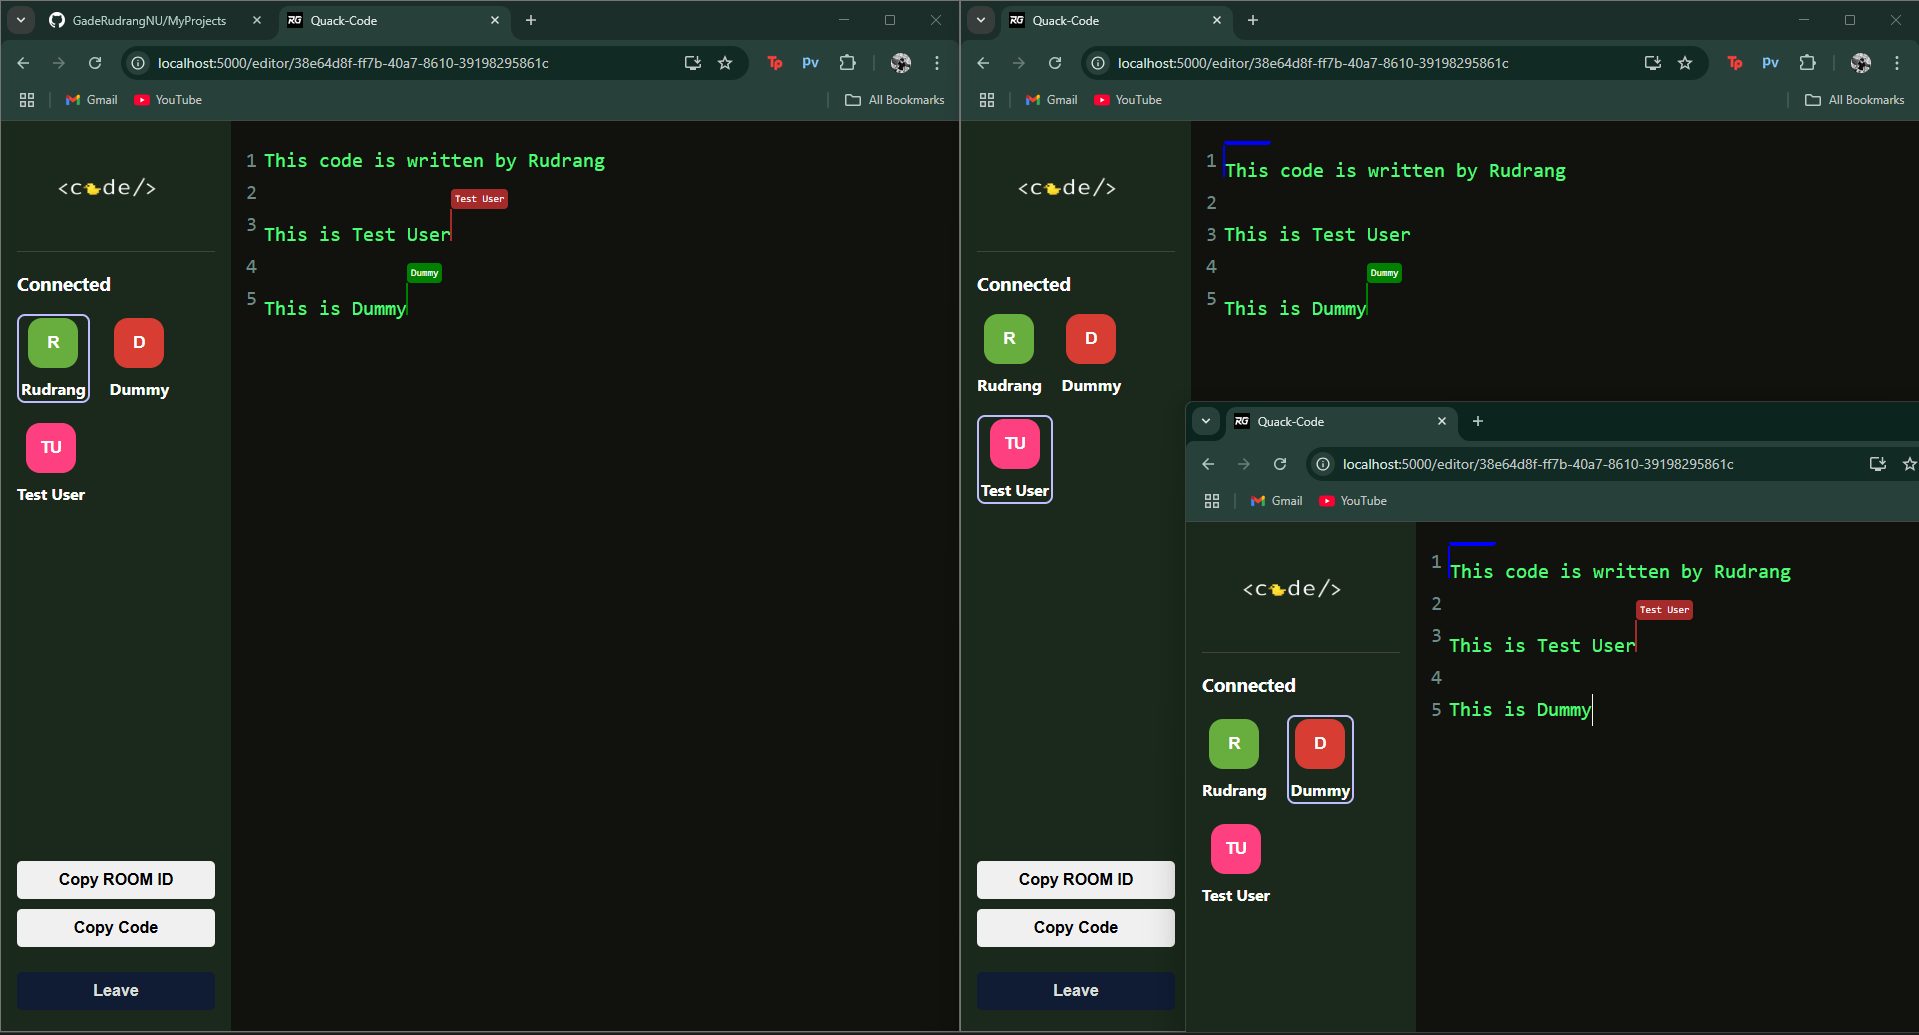 GadeRudrangNU/MyProjects
RG Quack-Code
localhost:5000/editor/38e64d8f-ff7b-40a7-8610-39198295861c
Tp Pv
Gmail YouTube All Bookmarks
<c de/>
Connected
R D
Rudrang Dummy
TU
Test User
Copy ROOM ID
Copy Code
Leave
1 This code is written by Rudrang
2
Test User
3 This is Test User
4
Dummy
5 This is Dummy
RG Quack-Code
localhost:5000/editor/38e64d8f-ff7b-40a7-8610-39198295861c
Tp Pv
Gmail YouTube All Bookmarks
<c de/>
Connected
R D
Rudrang Dummy
TU
Test User
Copy ROOM ID
Copy Code
Leave
1 This code is written by Rudrang
2
3 This is Test User
4
Dummy
5 This is Dummy
RG Quack-Code
localhost:5000/editor/38e64d8f-ff7b-40a7-8610-39198295861c
Gmail YouTube
<c de/>
Connected
R D
Rudrang Dummy
TU
Test User
1 This code is written by Rudrang
2
Test User
3 This is Test User
4
5 This is Dummy